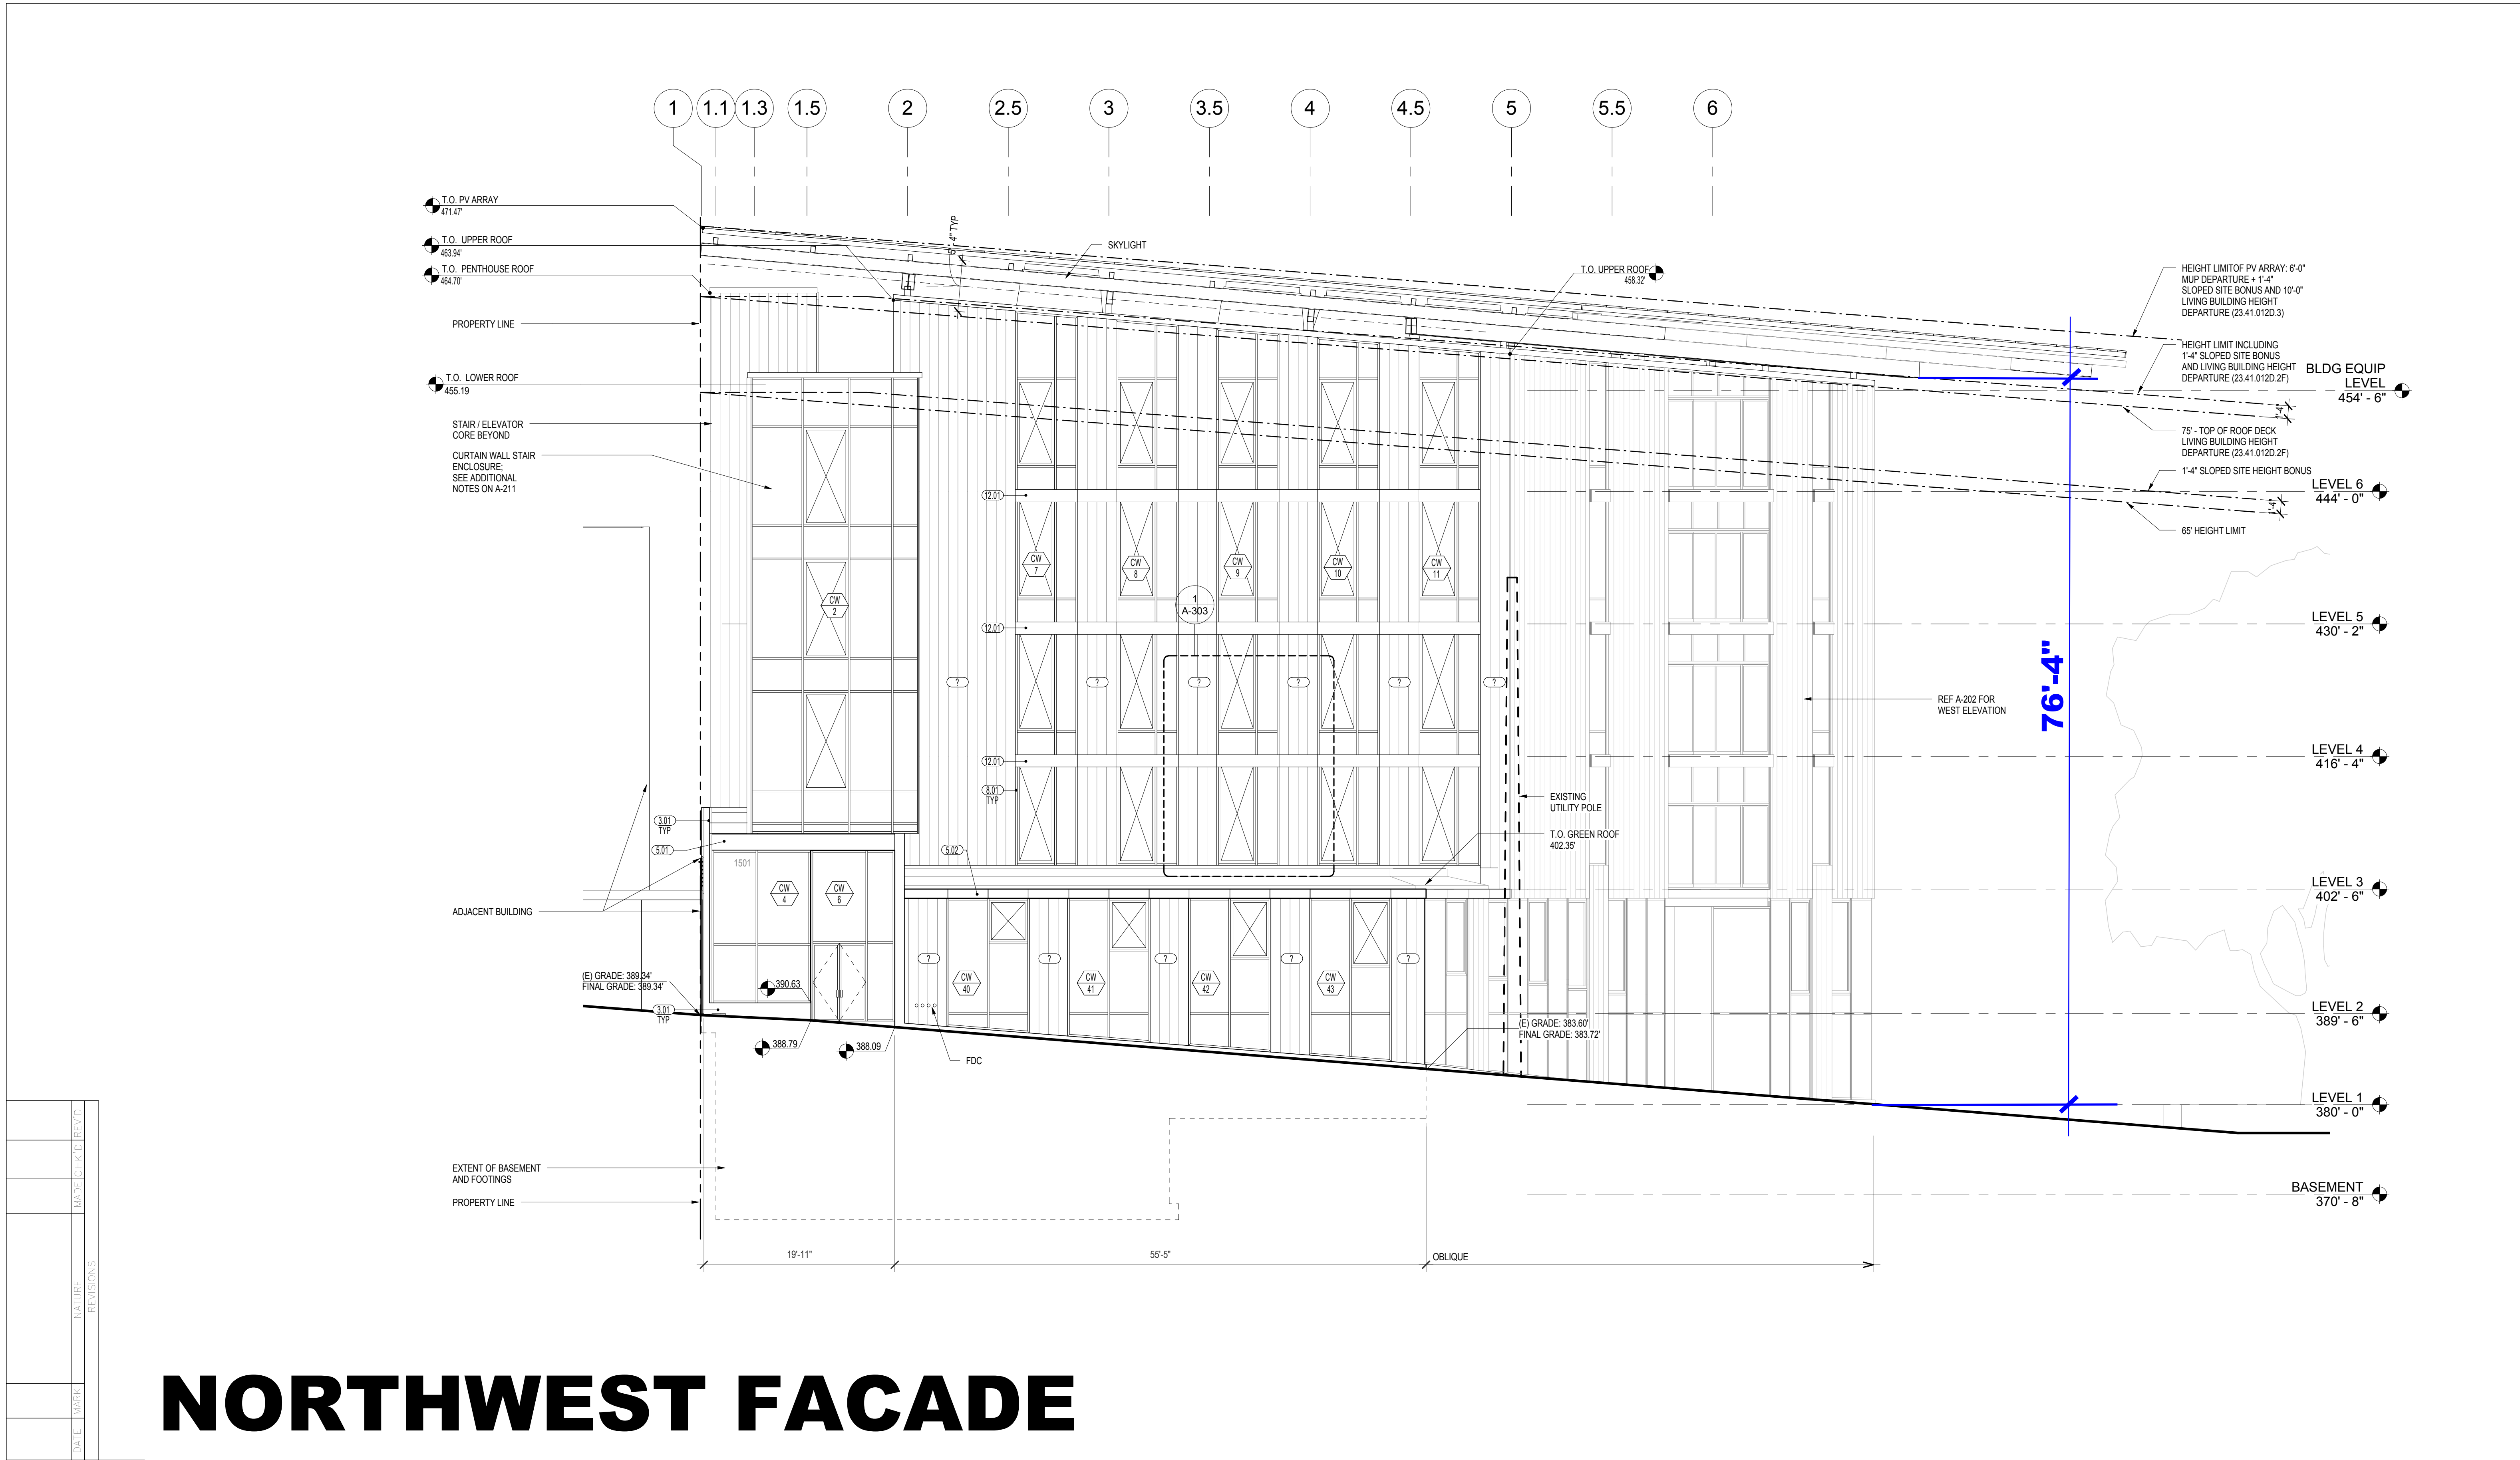 1
1.1
1.3
1.5
2
2.5
3
3.5
4
4.5
5
5.5
6
T.O. PV ARRAY
471.47'
T.O. UPPER ROOF
463.94'
T.O. PENTHOUSE ROOF
464.70'
PROPERTY LINE
T.O. LOWER ROOF
455.19
STAIR / ELEVATOR
CORE BEYOND
CURTAIN WALL STAIR
ENCLOSURE;
SEE ADDITIONAL
NOTES ON A-211
4" TYP
SKYLIGHT
T.O. UPPER ROOF
458.32'
HEIGHT LIMITOF PV ARRAY: 6'-0"
MUP DEPARTURE + 1'-4"
SLOPED SITE BONUS AND 10'-0"
LIVING BUILDING HEIGHT
DEPARTURE (23.41.012D.3)
HEIGHT LIMIT INCLUDING
1'-4" SLOPED SITE BONUS
AND LIVING BUILDING HEIGHT
DEPARTURE (23.41.012D.2F)
BLDG EQUIP
LEVEL
454' - 6"
1'-4"
75' - TOP OF ROOF DECK
LIVING BUILDING HEIGHT
DEPARTURE (23.41.012D.2F)
1'-4" SLOPED SITE HEIGHT BONUS
LEVEL 6
444' - 0"
1'-4"
65' HEIGHT LIMIT
12.01
CW
7
CW
8
CW
9
CW
10
CW
11
CW
2
1
A-303
12.01
LEVEL 5
430' - 2"
?
?
?
?
?
?
76'-4"
REF A-202 FOR
WEST ELEVATION
12.01
LEVEL 4
416' - 4"
8.01
TYP
EXISTING
UTILITY POLE
3.01
TYP
5.01
5.02
T.O. GREEN ROOF
402.35'
1501
CW
4
CW
6
LEVEL 3
402' - 6"
ADJACENT BUILDING
?
?
?
?
?
(E) GRADE: 389.34'
FINAL GRADE: 389.34'
390.63
CW
40
CW
41
CW
42
CW
43
3.01
TYP
LEVEL 2
389' - 6"
(E) GRADE: 383.60'
FINAL GRADE: 383.72'
388.79
388.09
FDC
LEVEL 1
380' - 0"
EXTENT OF BASEMENT
AND FOOTINGS
PROPERTY LINE
BASEMENT
370' - 8"
19'-11"
55'-5"
OBLIQUE
REV'D
CHK'D
MADE
NATURE
REVISIONS
MARK
DATE
NORTHWEST FACADE